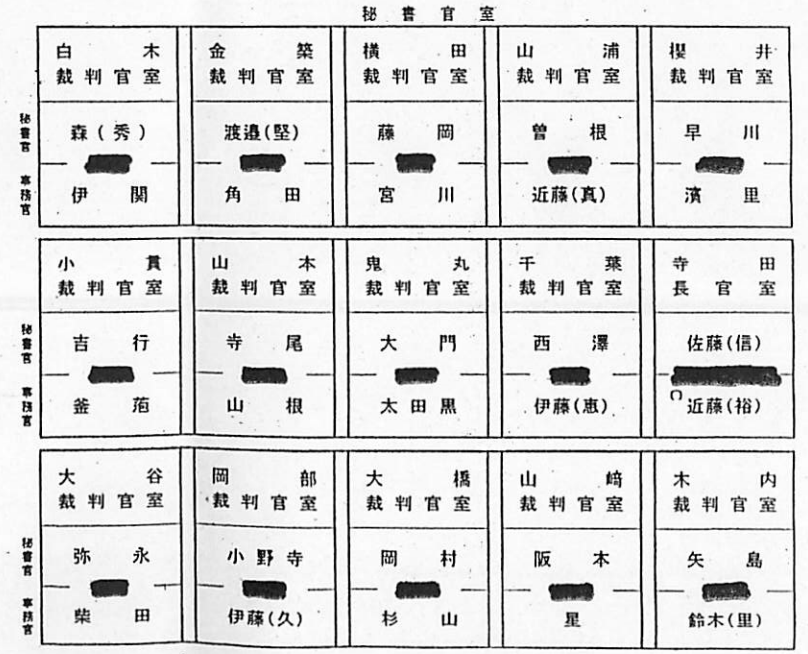 秘書官室
白木 金築 横田 山浦 櫻井
裁判官室 裁判官室 裁判官室 裁判官室 裁判官室
秘書官 森(秀) 渡邉(堅) 藤岡 曽根 早川
事務官 伊関 角田 宮川 近藤(真) 濱里
小貫 山本 鬼丸 千葉 寺田
裁判官室 裁判官室 裁判官室 裁判官室 長官室
秘書官 吉行 寺尾 大門 西澤 佐藤(信)
事務官 釜萢 山根 太田黒 伊藤(恵) 近藤(裕)
大谷 岡部 大橋 山﨑 木内
裁判官室 裁判官室 裁判官室 裁判官室 裁判官室
秘書官 弥永 小野寺 岡村 阪本 矢島
事務官 柴田 伊藤(久) 杉山 星 鈴木(里)